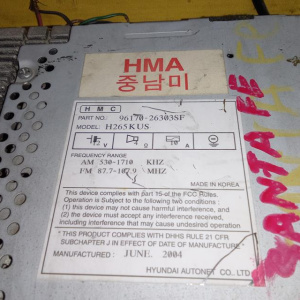 HMA
중남미
HMC
PART NO. : 96170-26303SF
MODEL: H265KUS
FREQUENCY RANGE
AM 530-1710 KHZ
FM 87.7-107.9 MHZ
MADE IN KOREA
This device complies with part 15 of the FCC Rules.
Operation is Subject to the following two conditions :
(1) this device may not cause harmful interference, and
(2) the device must accept any interference received,
including interference that may cause undesired operation.
"THIS PRODUCT COMPLIES WITH DHHS RULE 21 CFR
SUBCHAPTER J IN EFFECT OF DATE OF MANUFACTURE."
MANUFACTURED : JUNE. 2004
HYUNDAI AUTONET CO., LTD
SANTA FE